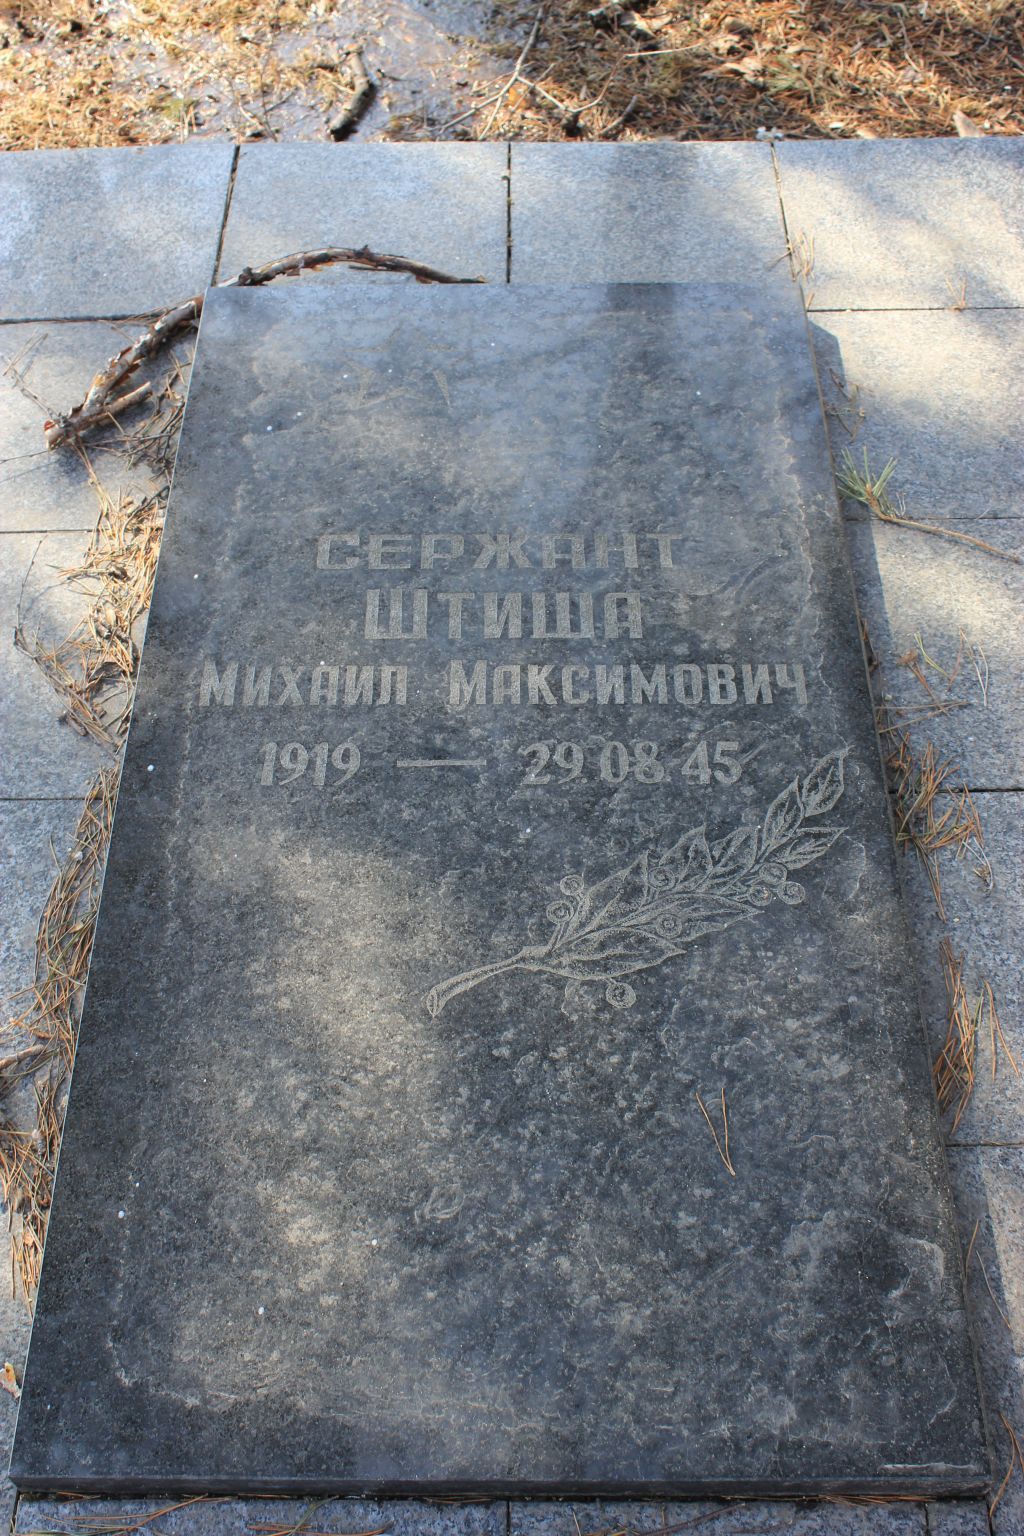 СЕРЖАНТ
ШТИША
МИХАИЛ МАКСИМОВИЧ
1919 — 29 08 45